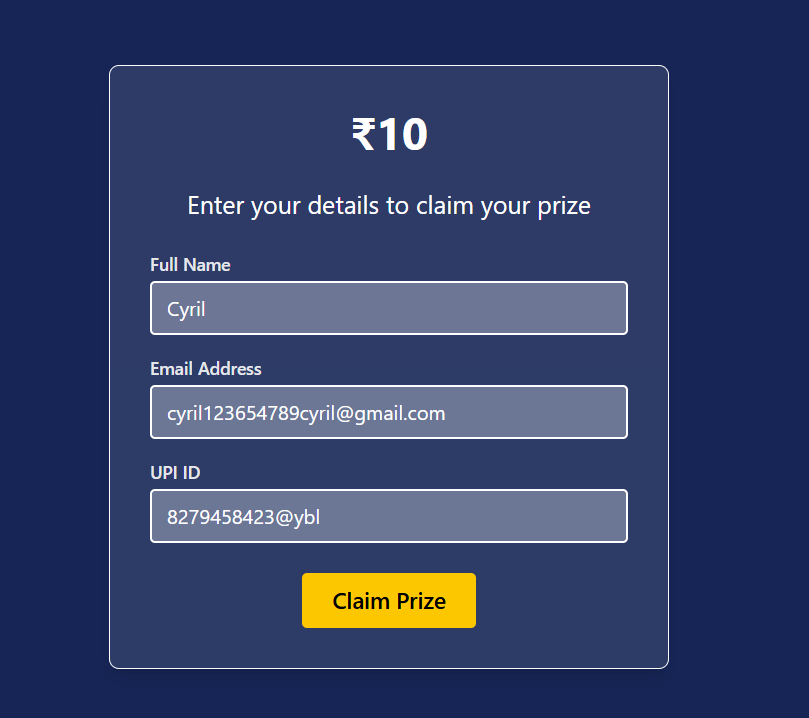 ₹10
Enter your details to claim your prize
Full Name
Cyril
Email Address
cyril123654789cyril@gmail.com
UPI ID
8279458423@ybl
Claim Prize